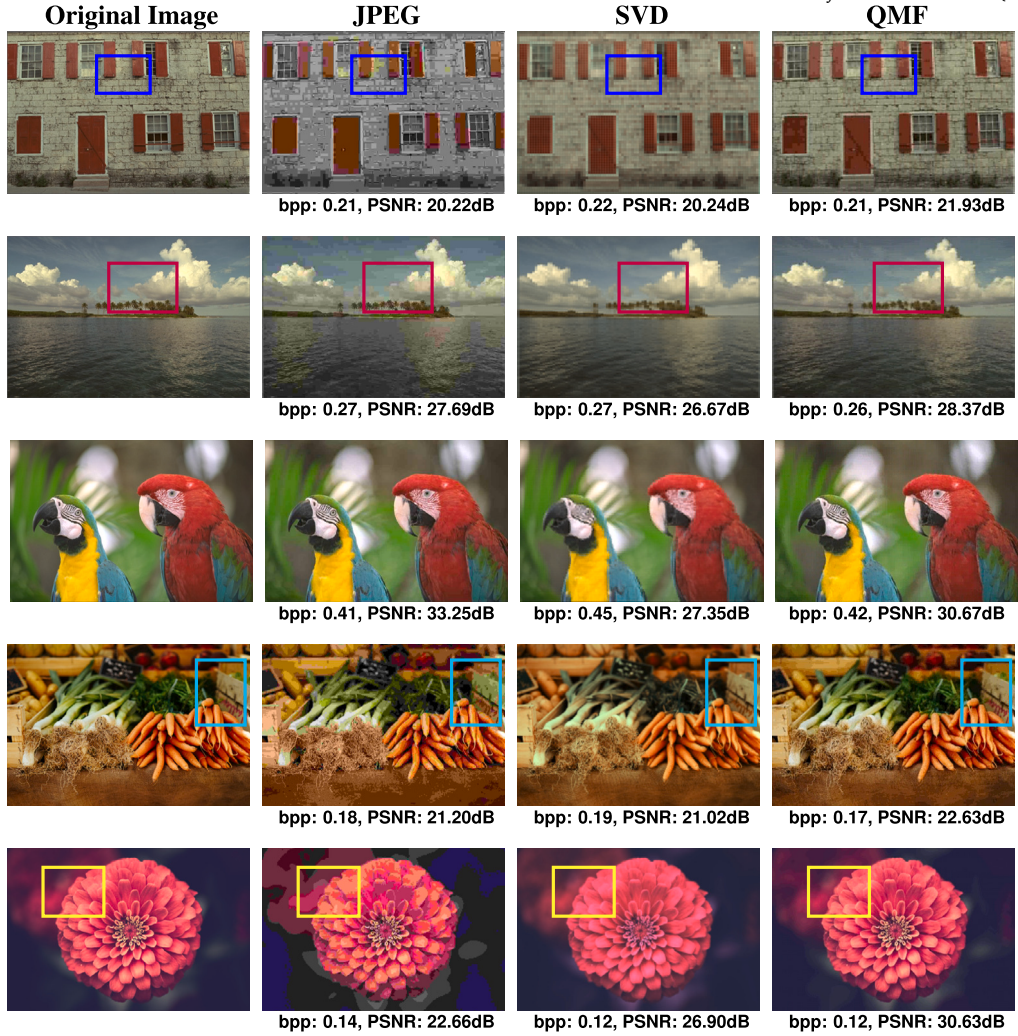 Original Image JPEG SVD QMF
bpp: 0.21, PSNR: 20.22dB bpp: 0.22, PSNR: 20.24dB bpp: 0.21, PSNR: 21.93dB
bpp: 0.27, PSNR: 27.69dB bpp: 0.27, PSNR: 26.67dB bpp: 0.26, PSNR: 28.37dB
bpp: 0.41, PSNR: 33.25dB bpp: 0.45, PSNR: 27.35dB bpp: 0.42, PSNR: 30.67dB
bpp: 0.18, PSNR: 21.20dB bpp: 0.19, PSNR: 21.02dB bpp: 0.17, PSNR: 22.63dB
bpp: 0.14, PSNR: 22.66dB bpp: 0.12, PSNR: 26.90dB bpp: 0.12, PSNR: 30.63dB